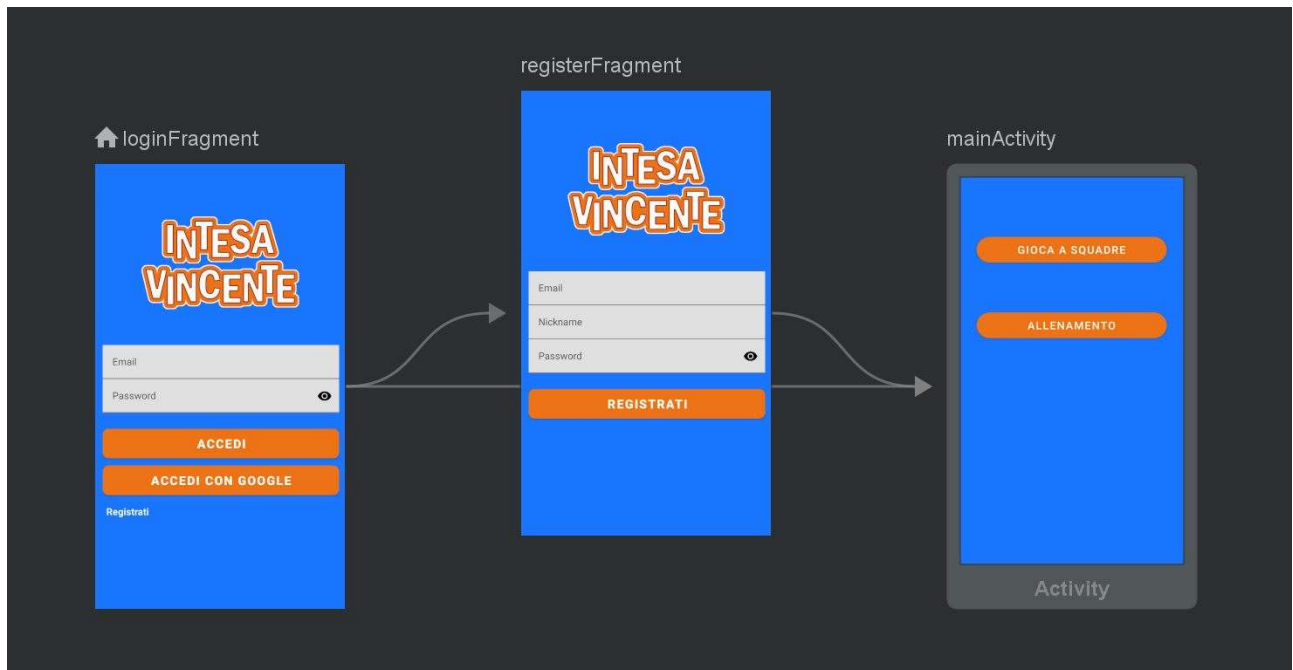 loginFragment
INTESA
VINCENTE
Email
Password
ACCEDI
ACCEDI CON GOOGLE
Registrati
registerFragment
INTESA
VINCENTE
Email
Nickname
Password
REGISTRATI
mainActivity
GIOCA A SQUADRE
ALLENAMENTO
Activity